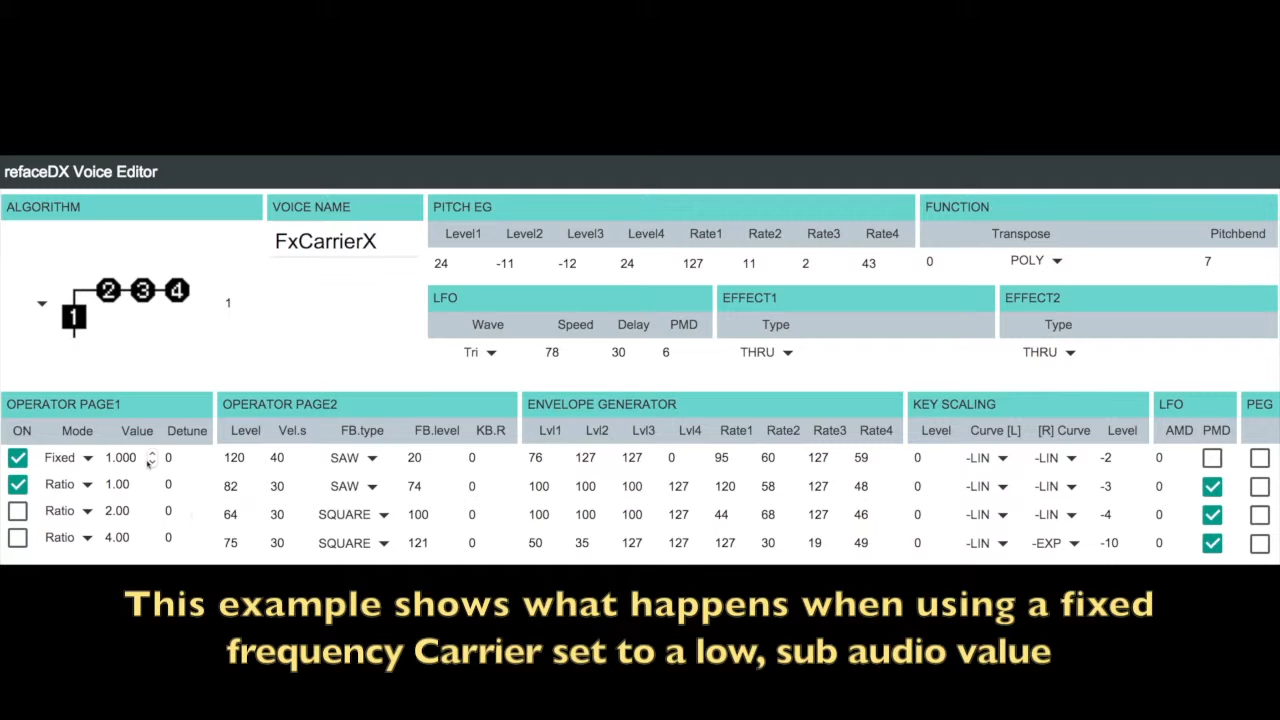 refaceDX Voice Editor
ALGORITHM
2 3 4
1
1
VOICE NAME
FxCarrierX
PITCH EG
Level1 Level2 Level3 Level4 Rate1 Rate2 Rate3 Rate4
24 -11 -12 24 127 11 2 43
FUNCTION
Transpose Pitchbend
0 POLY 7
LFO
Wave Speed Delay PMD
Tri 78 30 6
EFFECT1
Type
THRU
EFFECT2
Type
THRU
OPERATOR PAGE1 OPERATOR PAGE2 ENVELOPE GENERATOR KEY SCALING LFO PEG
ON Mode Value Detune Level Vel.s FB.type FB.level KB.R Lvl1 Lvl2 Lvl3 Lvl4 Rate1 Rate2 Rate3 Rate4 Level Curve [L] [R] Curve Level AMD PMD
Fixed 1.000 0 120 40 SAW 20 0 76 127 127 0 95 60 127 59 0 -LIN -LIN -2 0
Ratio 1.00 0 82 30 SAW 74 0 100 100 100 127 120 58 127 48 0 -LIN -LIN -3 0
Ratio 2.00 0 64 30 SQUARE 100 0 100 100 100 127 44 68 127 46 0 -LIN -LIN -4 0
Ratio 4.00 0 75 30 SQUARE 121 0 50 35 127 127 127 30 19 49 0 -LIN -EXP -10 0
This example shows what happens when using a fixed
frequency Carrier set to a low, sub audio value